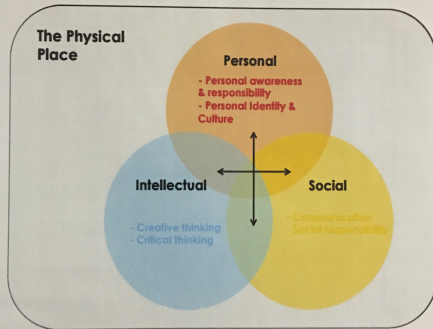 The Physical
Place
Personal
- Personal awareness
& responsibility
- Personal Identity &
Culture
Intellectual
- Creative thinking
- Critical thinking
Social
- Communication
- Social responsibility